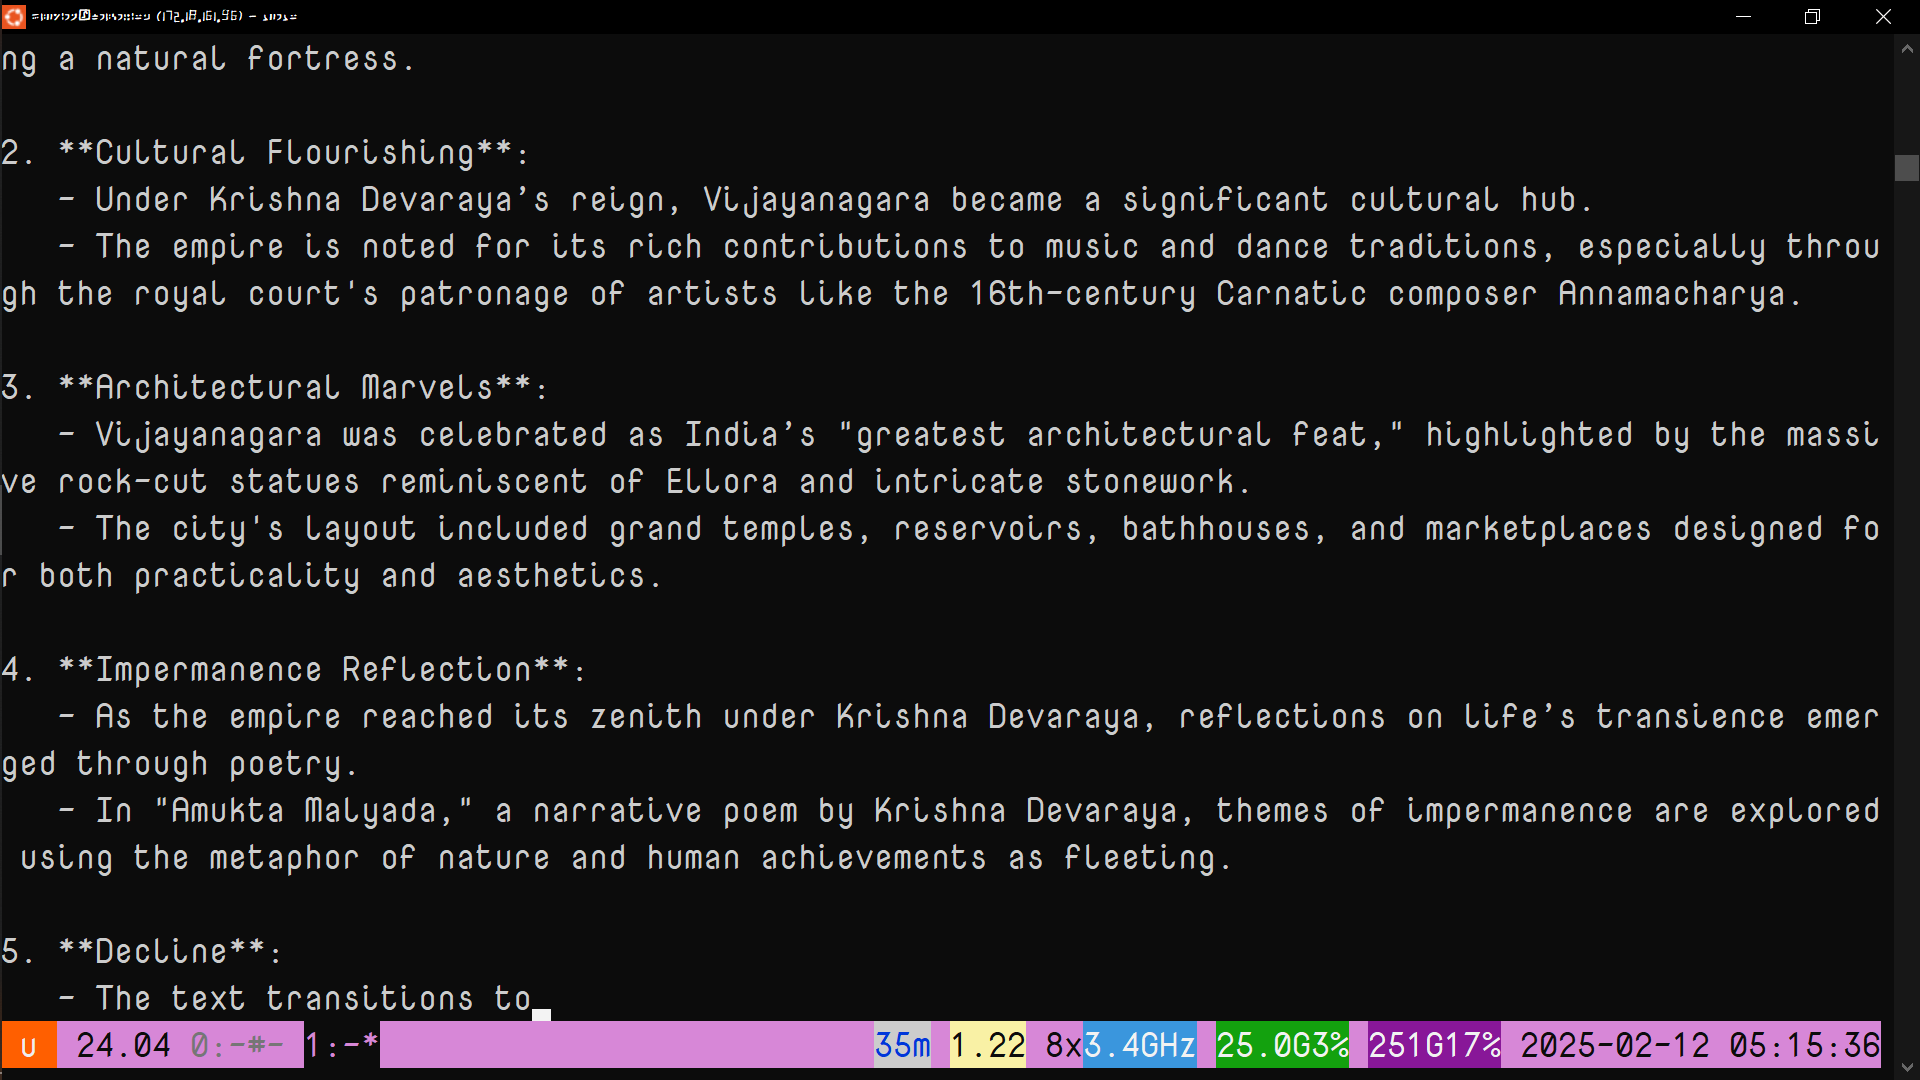 (172.18.161.96) -
ng a natural fortress.
2. **Cultural Flourishing**:
- Under Krishna Devaraya’s reign, Vijayanagara became a significant cultural hub.
- The empire is noted for its rich contributions to music and dance traditions, especially throu
gh the royal court's patronage of artists like the 16th-century Carnatic composer Annamacharya.
3. **Architectural Marvels**:
- Vijayanagara was celebrated as India’s "greatest architectural feat," highlighted by the massi
ve rock-cut statues reminiscent of Ellora and intricate stonework.
- The city's layout included grand temples, reservoirs, bathhouses, and marketplaces designed fo
r both practicality and aesthetics.
4. **Impermanence Reflection**:
- As the empire reached its zenith under Krishna Devaraya, reflections on life’s transience emer
ged through poetry.
- In "Amukta Malyada," a narrative poem by Krishna Devaraya, themes of impermanence are explored
using the metaphor of nature and human achievements as fleeting.
5. **Decline**:
- The text transitions to
u 24.04 0:-#- 1:-* 35m 1.22 8x3.4GHz 25.0G3% 251G17% 2025-02-12 05:15:36